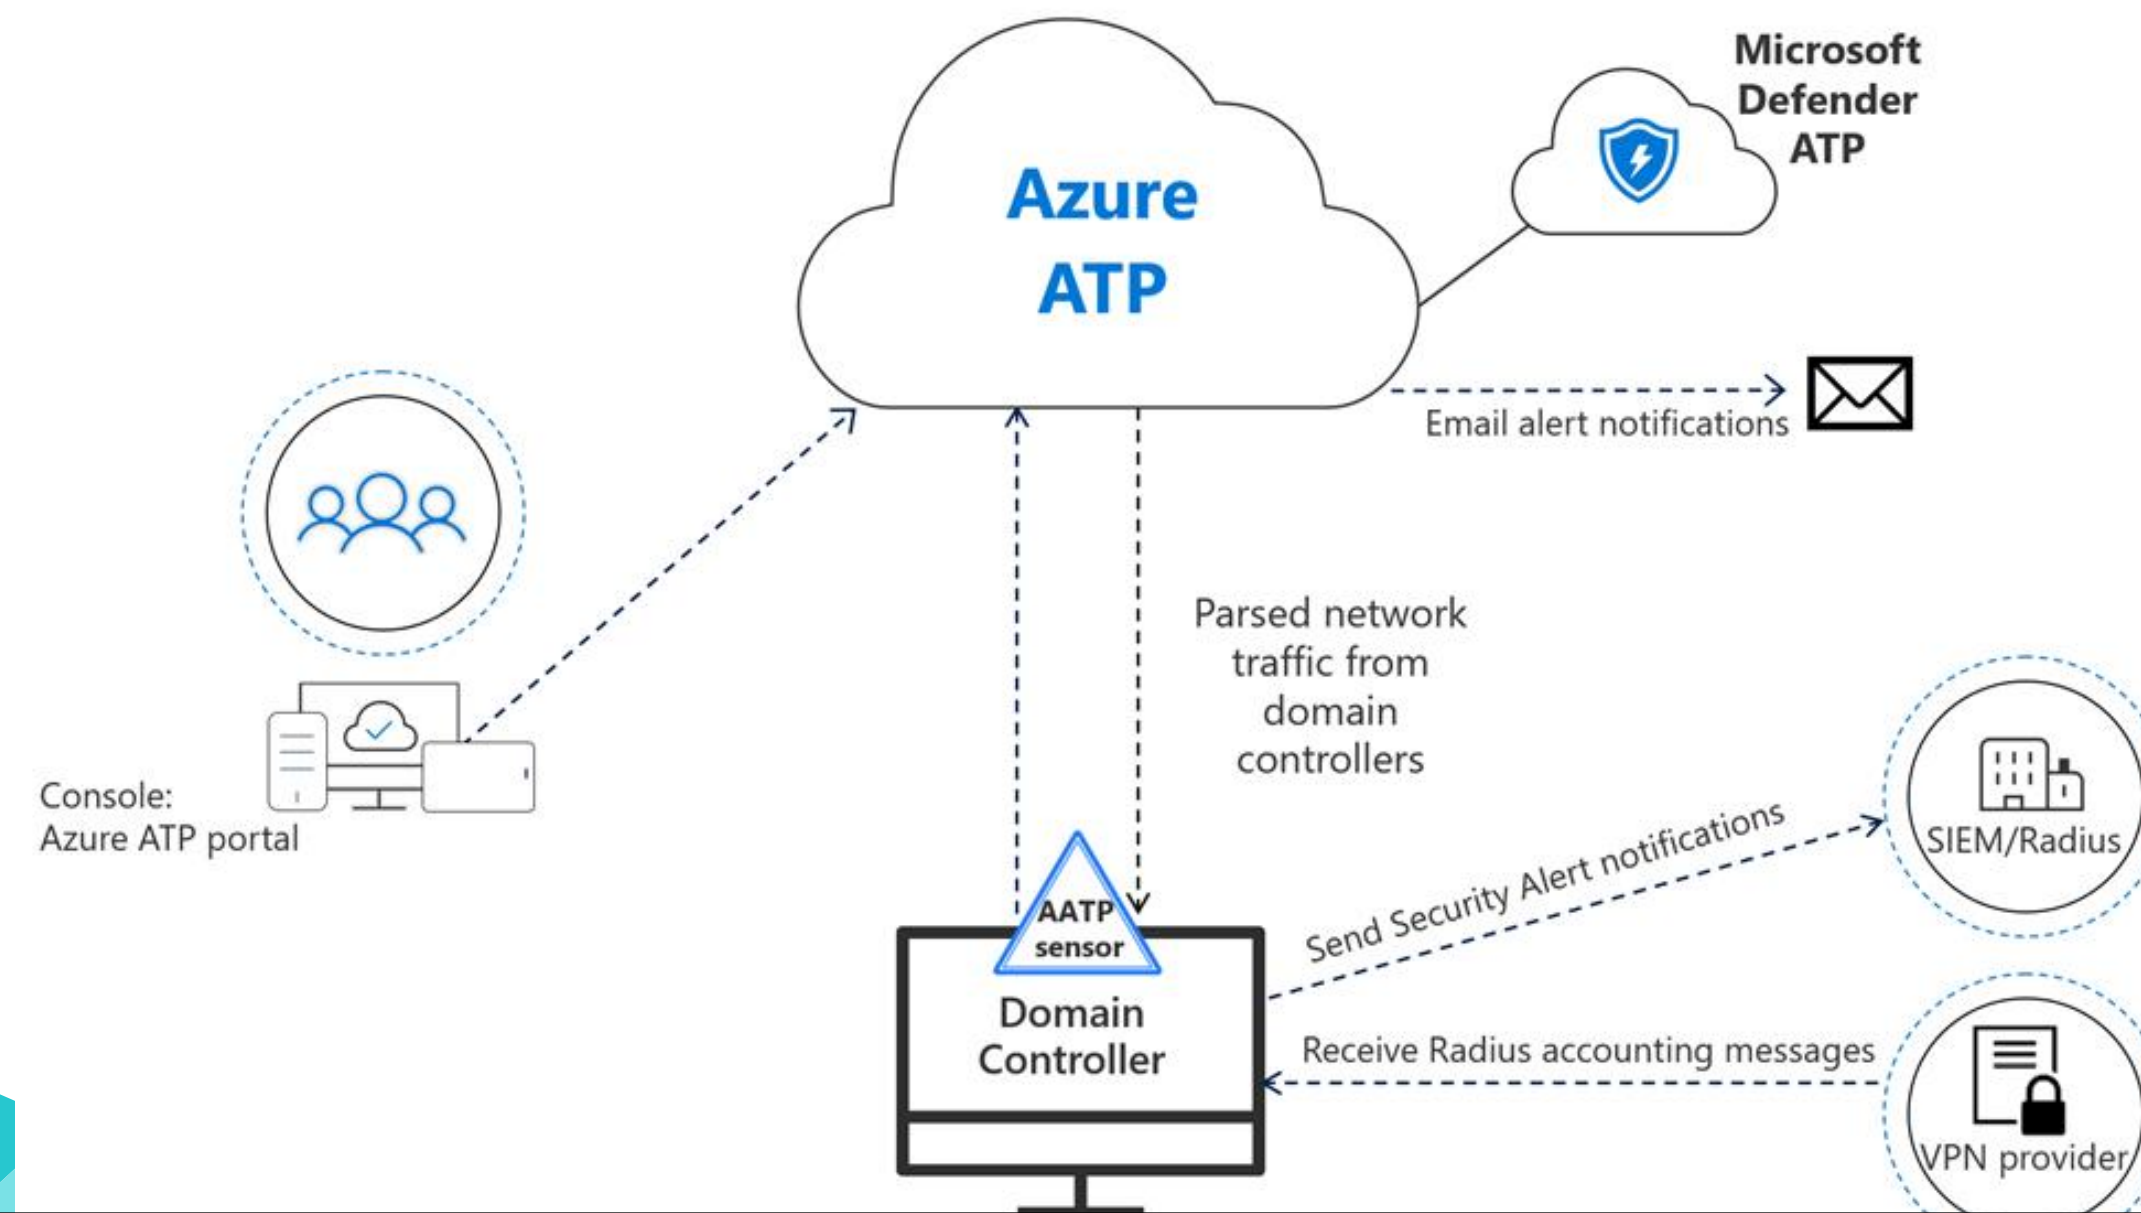 Microsoft
Defender
ATP
Azure
ATP
Email alert notifications
Parsed network
traffic from
domain
controllers
Console:
Azure ATP portal
Send Security Alert notifications
SIEM/Radius
AATP
sensor
Domain
Controller
Receive Radius accounting messages
VPN provider